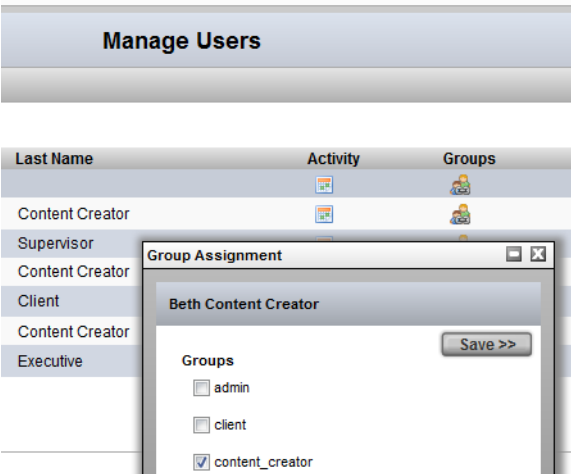 Manage Users
Last Name Activity Groups
Content Creator
Supervisor
Content Creator
Client
Content Creator
Executive
Group Assignment
Beth Content Creator
Save >>
Groups
admin
client
content_creator